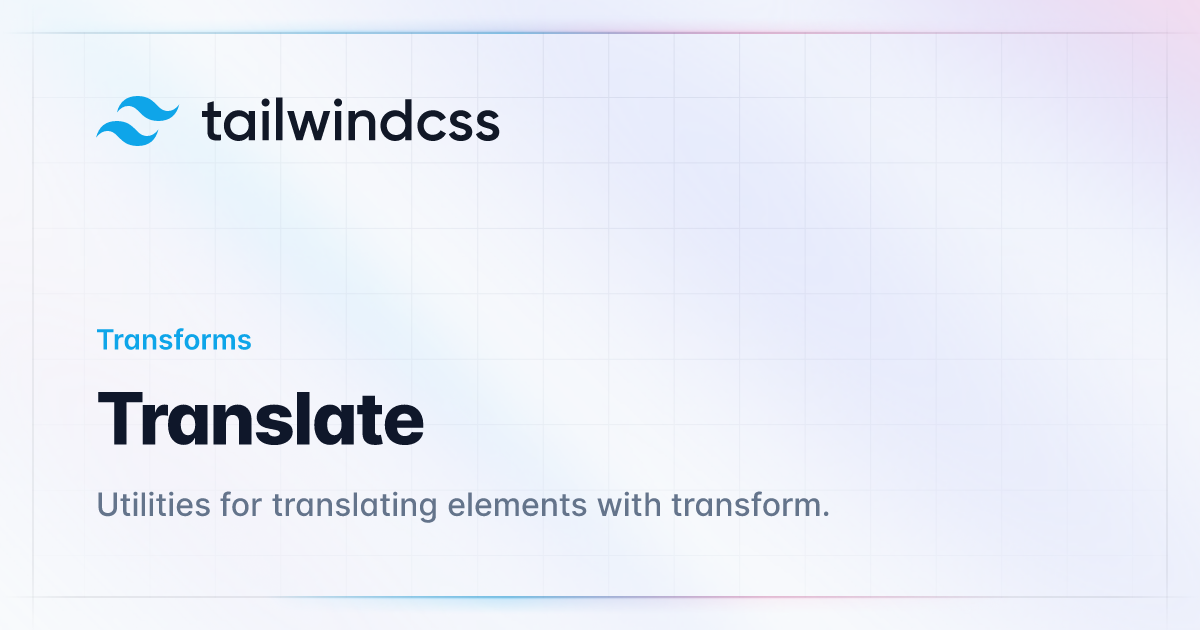 tailwindcss
Transforms
Translate
Utilities for translating elements with transform.